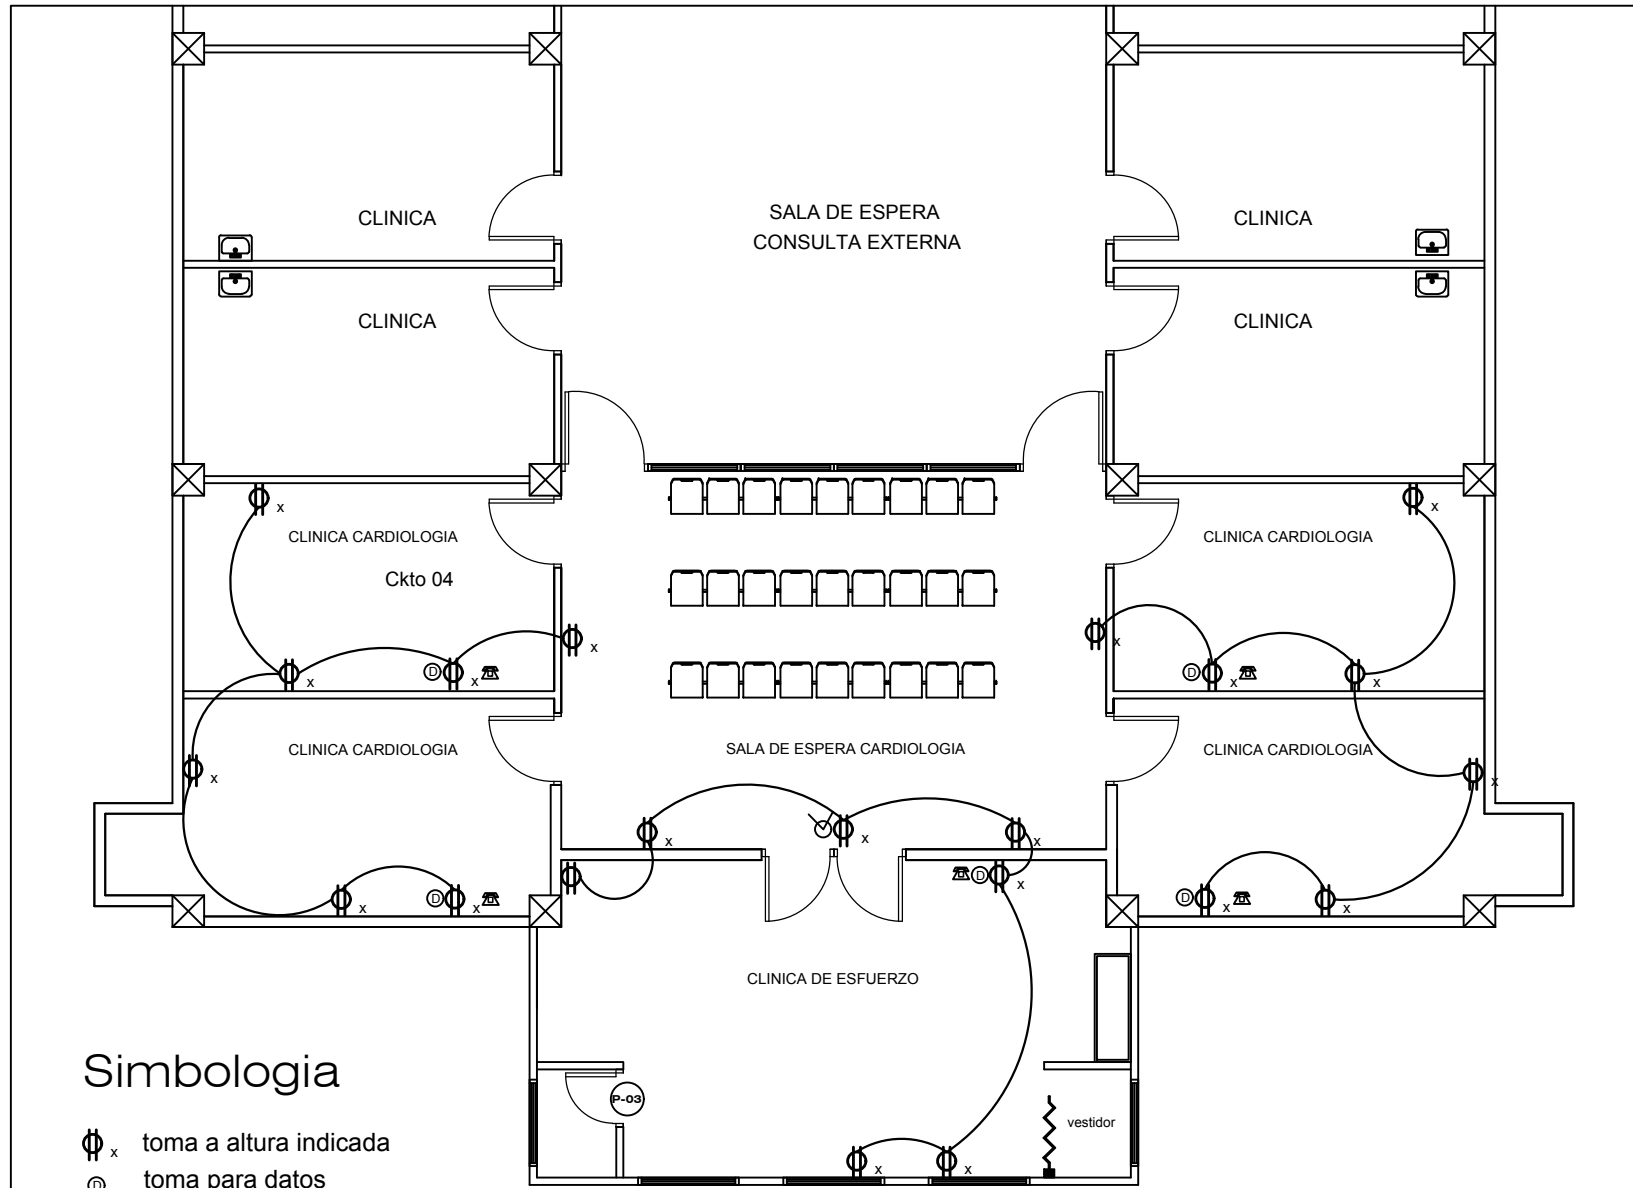 CLINICA
SALA DE ESPERA
CONSULTA EXTERNA
CLINICA
CLINICA
CLINICA
x
x
CLINICA CARDIOLOGIA
CLINICA CARDIOLOGIA
Ckto 04
x
x
D
x
x
D
x
x
CLINICA CARDIOLOGIA
SALA DE ESPERA CARDIOLOGIA
CLINICA CARDIOLOGIA
x
x
x
x
x
D
x
x
D
x
x
D
x
x
CLINICA DE ESFUERZO
Simbologia
P-03
vestidor
x
toma a altura indicada
x
x
D
toma para datos